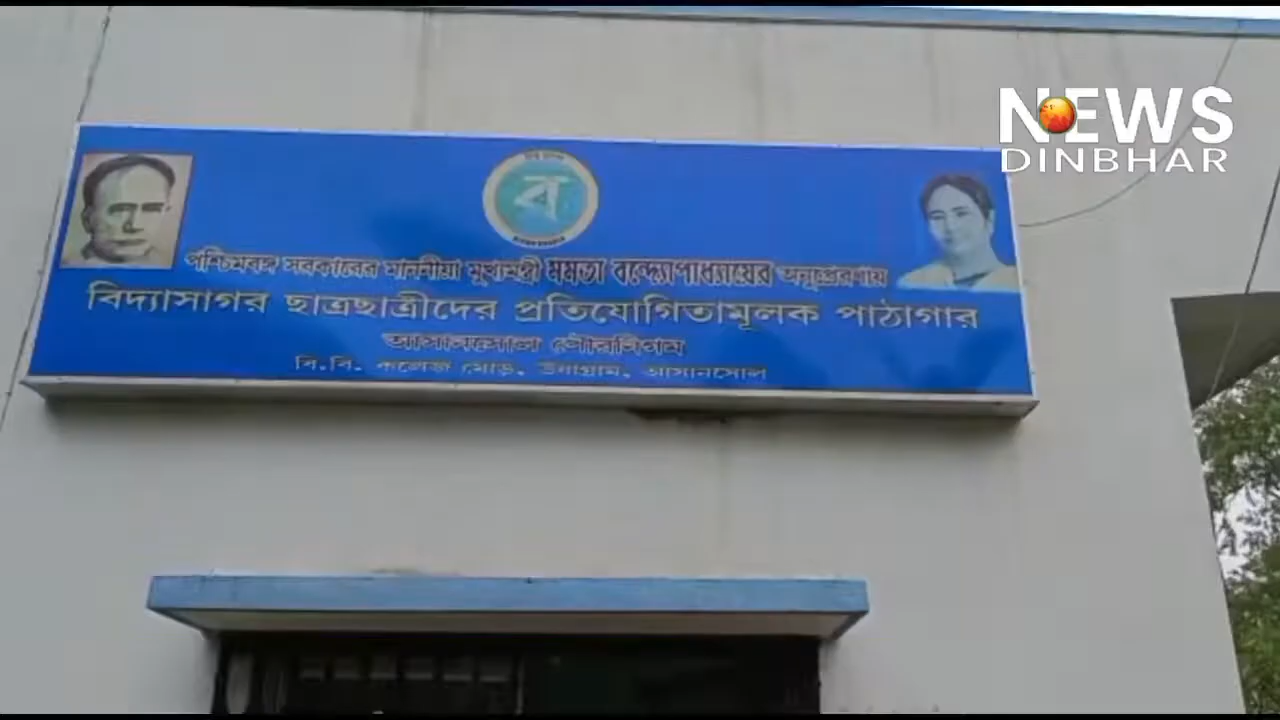 NEWS
DINBHAR
ব
পশ্চিমবঙ্গ সরকারের মাননীয়া মুখ্যমন্ত্রী মমতা বন্দ্যোপাধ্যায়ের অনুপ্রেরণায়
বিদ্যাসাগর ছাত্রছাত্রীদের প্রতিযোগিতামূলক পাঠাগার
আসানসোল পৌরনিগম
বি.বি. কলেজ মোড়, উষাগ্রাম, আসানসোল